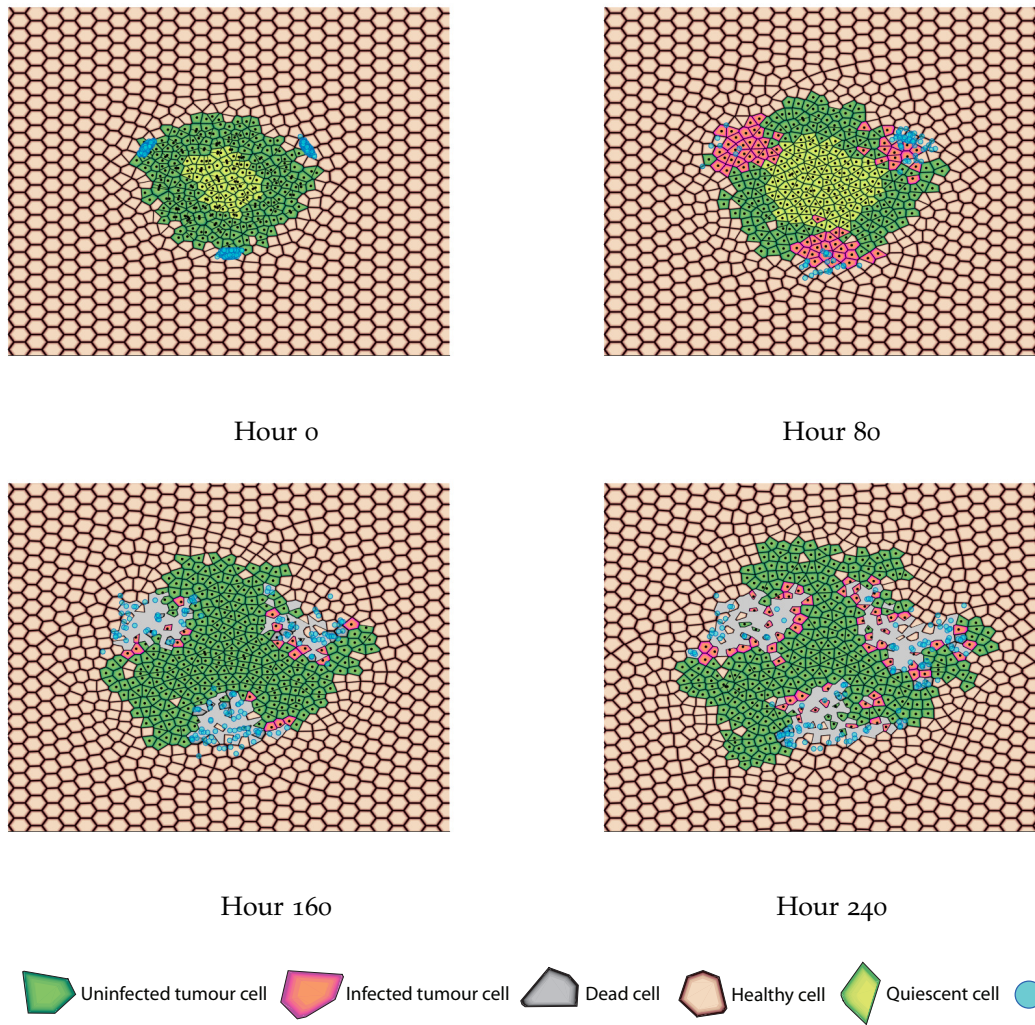 Hour 0
Hour 80
Hour 160
Hour 240
Uninfected tumour cell
Infected tumour cell
Dead cell
Healthy cell
Quiescent cell